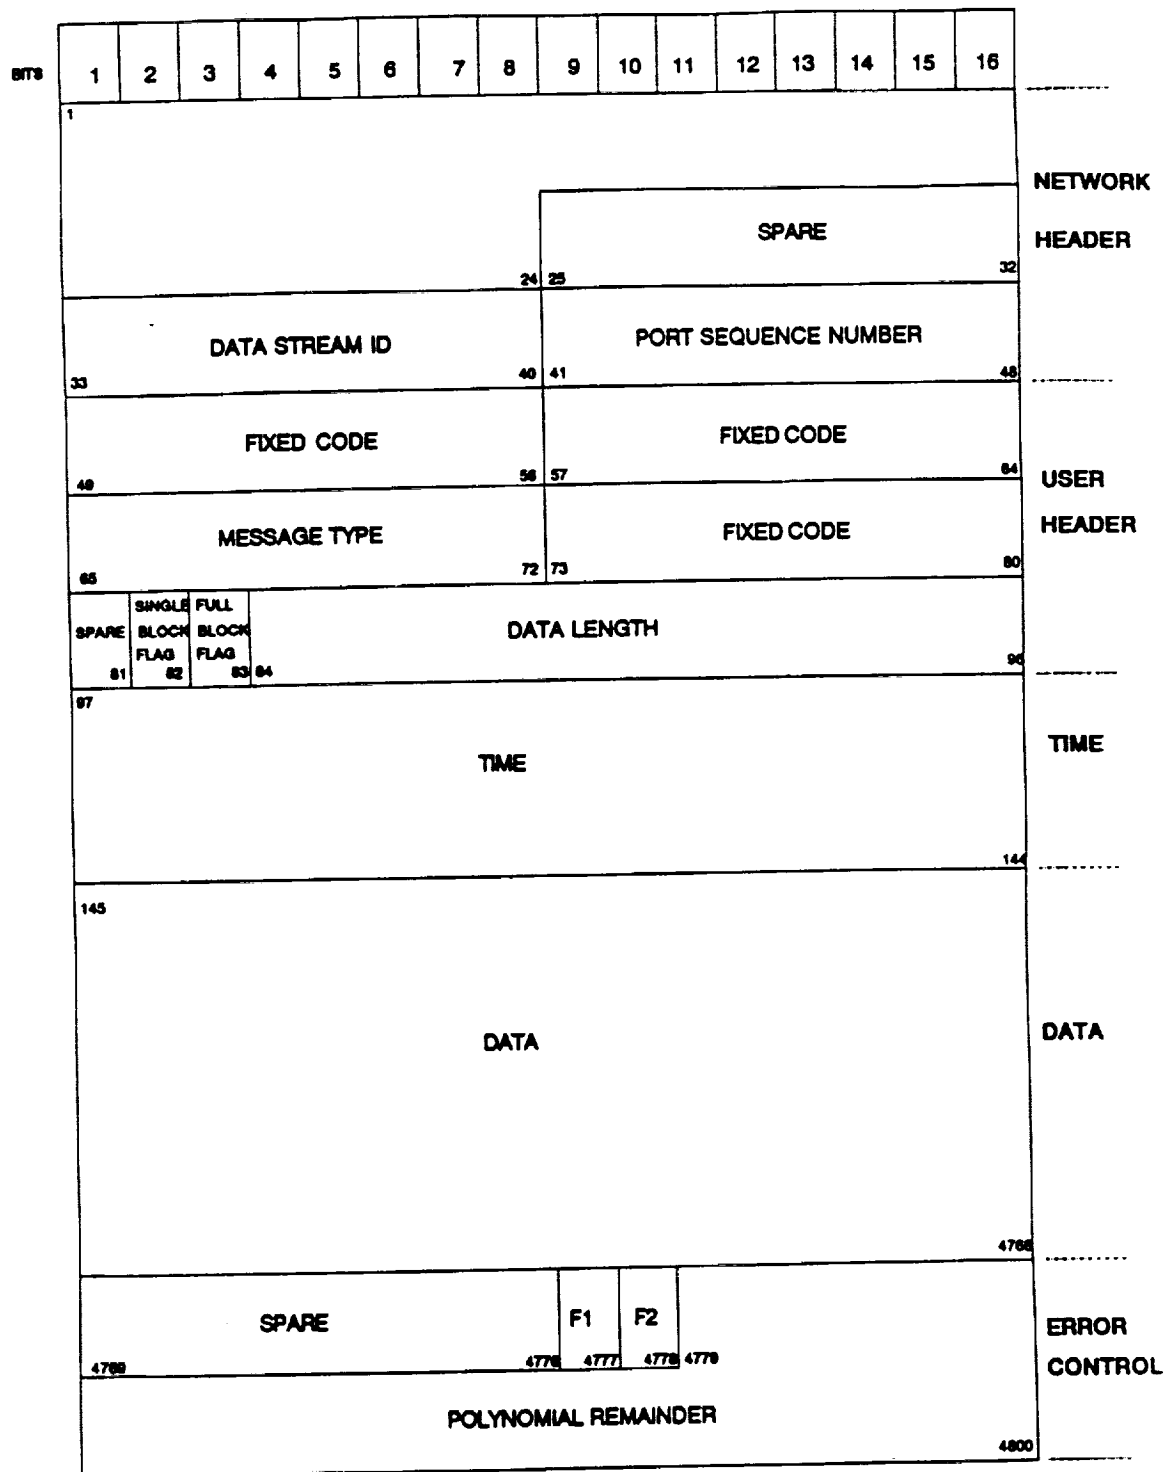 BITS 1 2 3 4 5 6 7 8 9 10 11 12 13 14 15 16
1
NETWORK
SPARE
HEADER
24 25 32
DATA STREAM ID PORT SEQUENCE NUMBER
33 40 41 48
FIXED CODE FIXED CODE
49 56 57 64
USER
MESSAGE TYPE FIXED CODE HEADER
65 72 73 80
SINGLE FULL
SPARE BLOCK BLOCK DATA LENGTH
FLAG FLAG
81 82 83 84 96
97
TIME TIME
144
145
DATA DATA
4768
SPARE F1 F2 ERROR
4769 4776 4777 4778 4779
CONTROL
POLYNOMIAL REMAINDER
4800